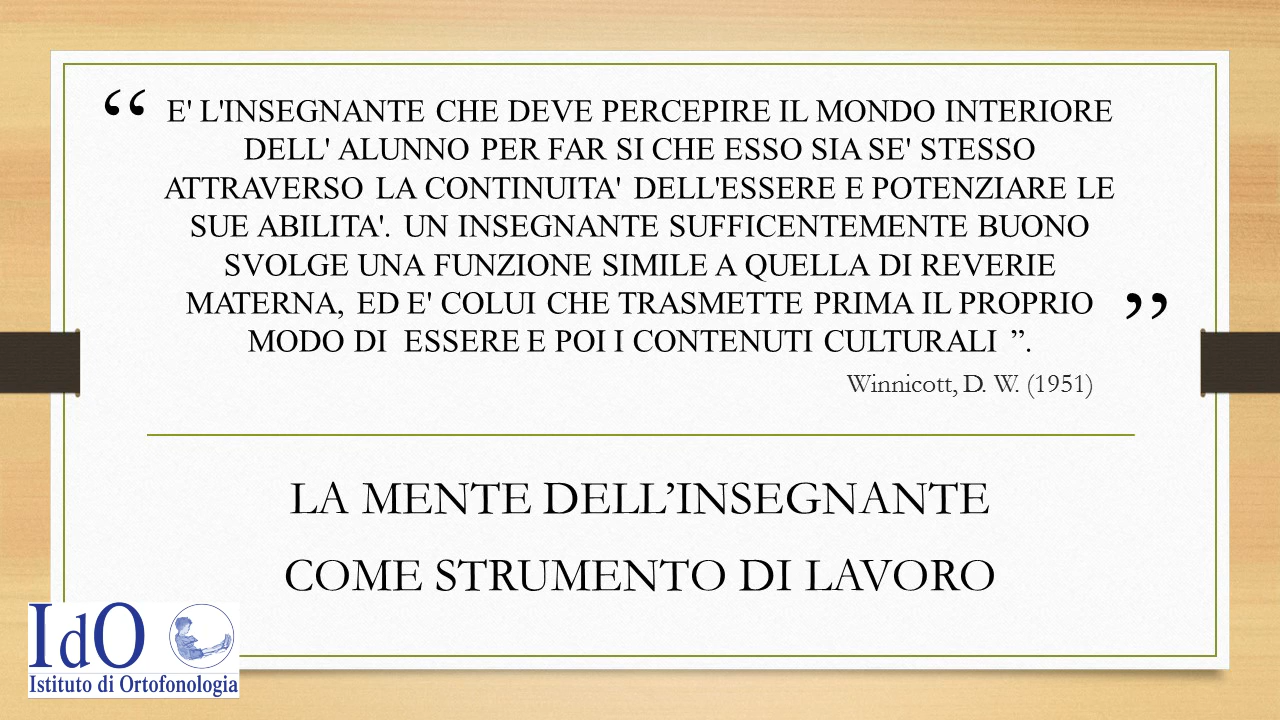 “ E' L'INSEGNANTE CHE DEVE PERCEPIRE IL MONDO INTERIORE
DELL' ALUNNO PER FAR SI CHE ESSO SIA SE' STESSO
ATTRAVERSO LA CONTINUITA' DELL'ESSERE E POTENZIARE LE
SUE ABILITA'. UN INSEGNANTE SUFFICENTEMENTE BUONO
SVOLGE UNA FUNZIONE SIMILE A QUELLA DI REVERIE
MATERNA, ED E' COLUI CHE TRASMETTE PRIMA IL PROPRIO ”
MODO DI ESSERE E POI I CONTENUTI CULTURALI ”.
Winnicott, D. W. (1951)
LA MENTE DELL’INSEGNANTE
COME STRUMENTO DI LAVORO
IdO
Istituto di Ortofonologia